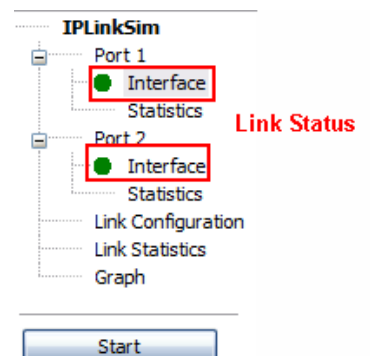 IPLinkSim
Port 1
Interface
Statistics
Link Status
Port 2
Interface
Statistics
Link Configuration
Link Statistics
Graph
Start